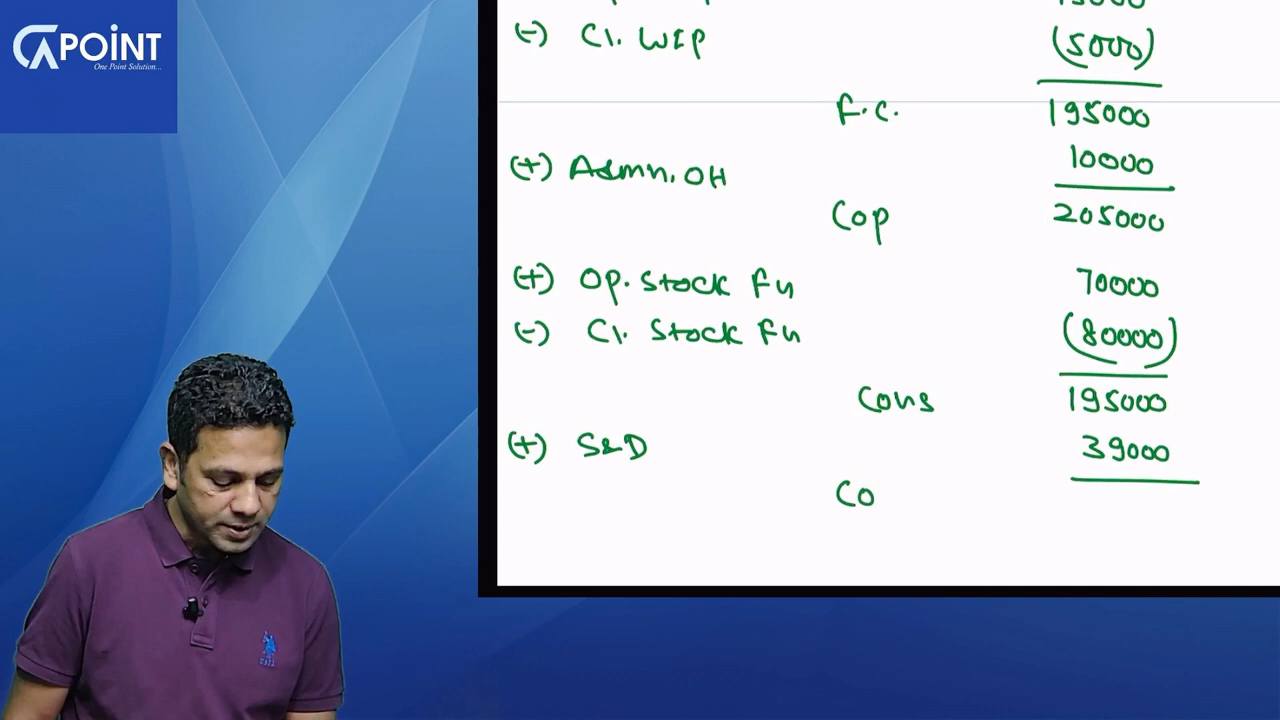 CAPOINT
One Point Solution...
(-) Cl. WIP (5000)
F.C. 195000
(+) Admn. OH 10000
COP 205000
(+) Op. Stock FG 70000
(-) Cl. Stock FG (80000)
COGS 195000
(+) S&D 39000
CO